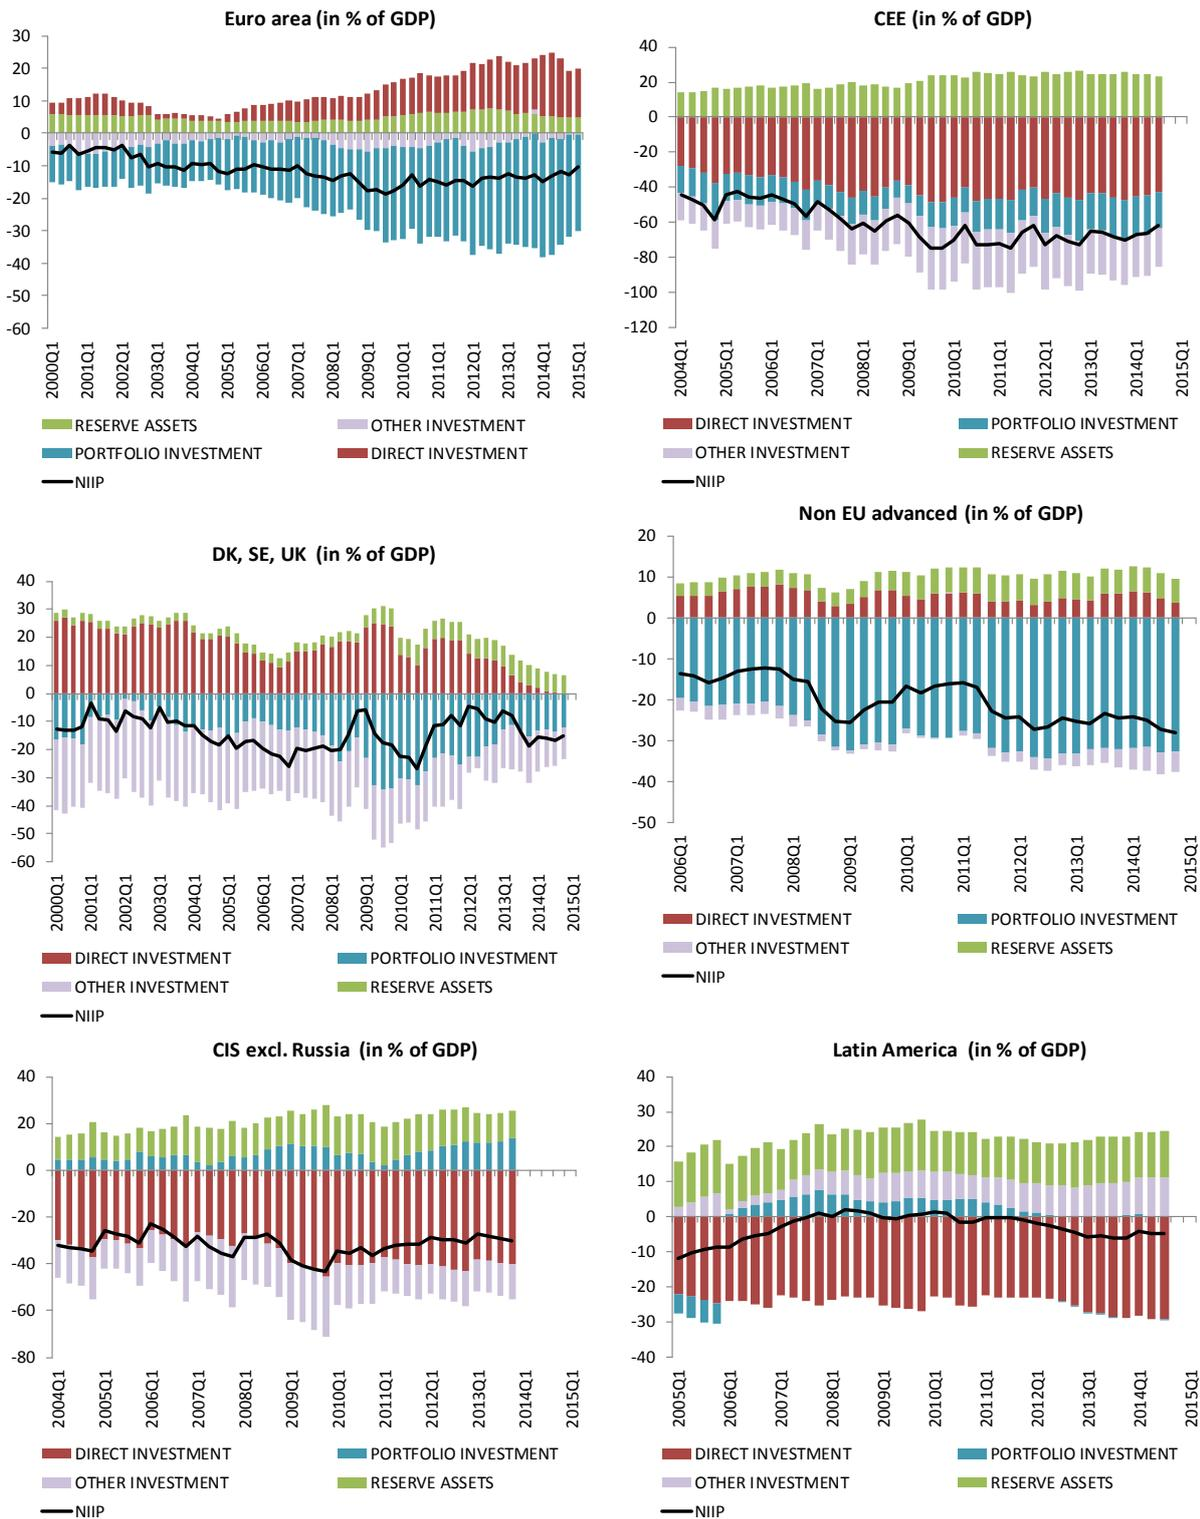 Euro area (in % of GDP)
30
20
10
0
-10
-20
-30
-40
-50
-60
2000Q1
2001Q1
2002Q1
2003Q1
2004Q1
2005Q1
2006Q1
2007Q1
2008Q1
2009Q1
2010Q1
2011Q1
2012Q1
2013Q1
2014Q1
2015Q1
RESERVE ASSETS
OTHER INVESTMENT
PORTFOLIO INVESTMENT
DIRECT INVESTMENT
NIIP
CEE (in % of GDP)
40
20
0
-20
-40
-60
-80
-100
-120
2004Q1
2005Q1
2006Q1
2007Q1
2008Q1
2009Q1
2010Q1
2011Q1
2012Q1
2013Q1
2014Q1
2015Q1
DIRECT INVESTMENT
PORTFOLIO INVESTMENT
OTHER INVESTMENT
RESERVE ASSETS
NIIP
DK, SE, UK (in % of GDP)
40
30
20
10
0
-10
-20
-30
-40
-50
-60
2000Q1
2001Q1
2002Q1
2003Q1
2004Q1
2005Q1
2006Q1
2007Q1
2008Q1
2009Q1
2010Q1
2011Q1
2012Q1
2013Q1
2014Q1
2015Q1
DIRECT INVESTMENT
PORTFOLIO INVESTMENT
OTHER INVESTMENT
RESERVE ASSETS
NIIP
Non EU advanced (in % of GDP)
20
10
0
-10
-20
-30
-40
-50
2006Q1
2007Q1
2008Q1
2009Q1
2010Q1
2011Q1
2012Q1
2013Q1
2014Q1
2015Q1
DIRECT INVESTMENT
PORTFOLIO INVESTMENT
OTHER INVESTMENT
RESERVE ASSETS
NIIP
CIS excl. Russia (in % of GDP)
40
20
0
-20
-40
-60
-80
2004Q1
2005Q1
2006Q1
2007Q1
2008Q1
2009Q1
2010Q1
2011Q1
2012Q1
2013Q1
2014Q1
2015Q1
DIRECT INVESTMENT
PORTFOLIO INVESTMENT
OTHER INVESTMENT
RESERVE ASSETS
NIIP
Latin America (in % of GDP)
40
30
20
10
0
-10
-20
-30
-40
2005Q1
2006Q1
2007Q1
2008Q1
2009Q1
2010Q1
2011Q1
2012Q1
2013Q1
2014Q1
2015Q1
DIRECT INVESTMENT
PORTFOLIO INVESTMENT
OTHER INVESTMENT
RESERVE ASSETS
NIIP